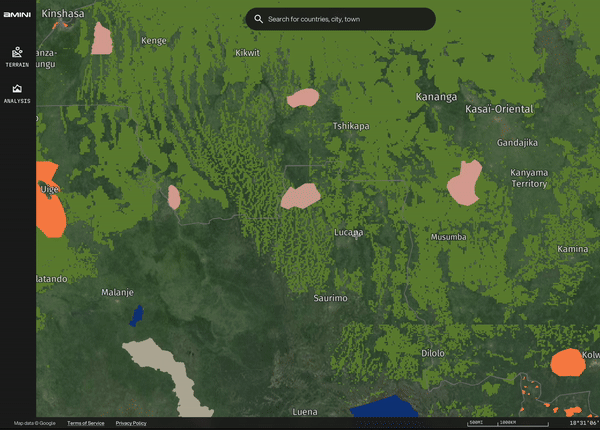 AMINI
Search for countries, city, town
TERRAIN
ANALYSIS
Kinshasa
Kenge
Kikwit
anza-
ungu
Kananga
Kasai-Oriental
Tshikapa
Gandajika
Kanyama
Territory
Uige
Lucapa
Musumba
Kamina
latando
Malanje
Saurimo
Dilolo
Kolw
Luena
Map data © Google
Terms of Service
Privacy Policy
500MI
1000KM
18°31'06"